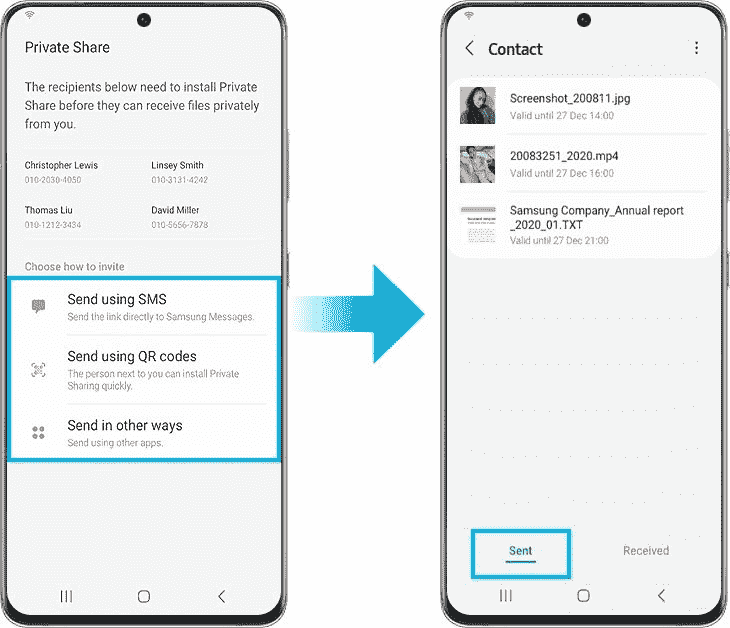 Private Share
The recipients below need to install Private
Share before they can receive files privately
from you.
Christopher Lewis
010-2030-4050
Linsey Smith
010-3131-4242
Thomas Liu
010-1212-3434
David Miller
010-5656-7878
Choose how to invite
Send using SMS
Send the link directly to Samsung Messages.
Send using QR codes
The person next to you can install Private
Sharing quickly.
Send in other ways
Send using other apps.
Contact
Screenshot_200811.jpg
Valid until 27 Dec 14:00
20083251_2020.mp4
Valid until 27 Dec 16:00
Samsung Company_Annual report
_2020_01.TXT
Valid until 27 Dec 21:00
Sent
Received